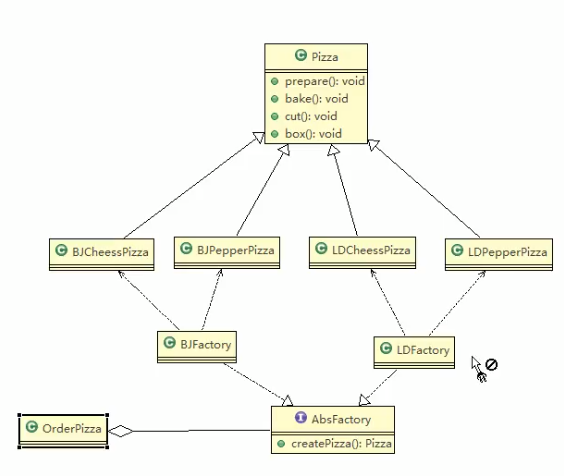 Pizza
prepare(): void
bake(): void
cut(): void
box(): void
BJCheessPizza
BJPepperPizza
LDCheessPizza
LDPepperPizza
BJFactory
LDFactory
OrderPizza
AbsFactory
createPizza(): Pizza